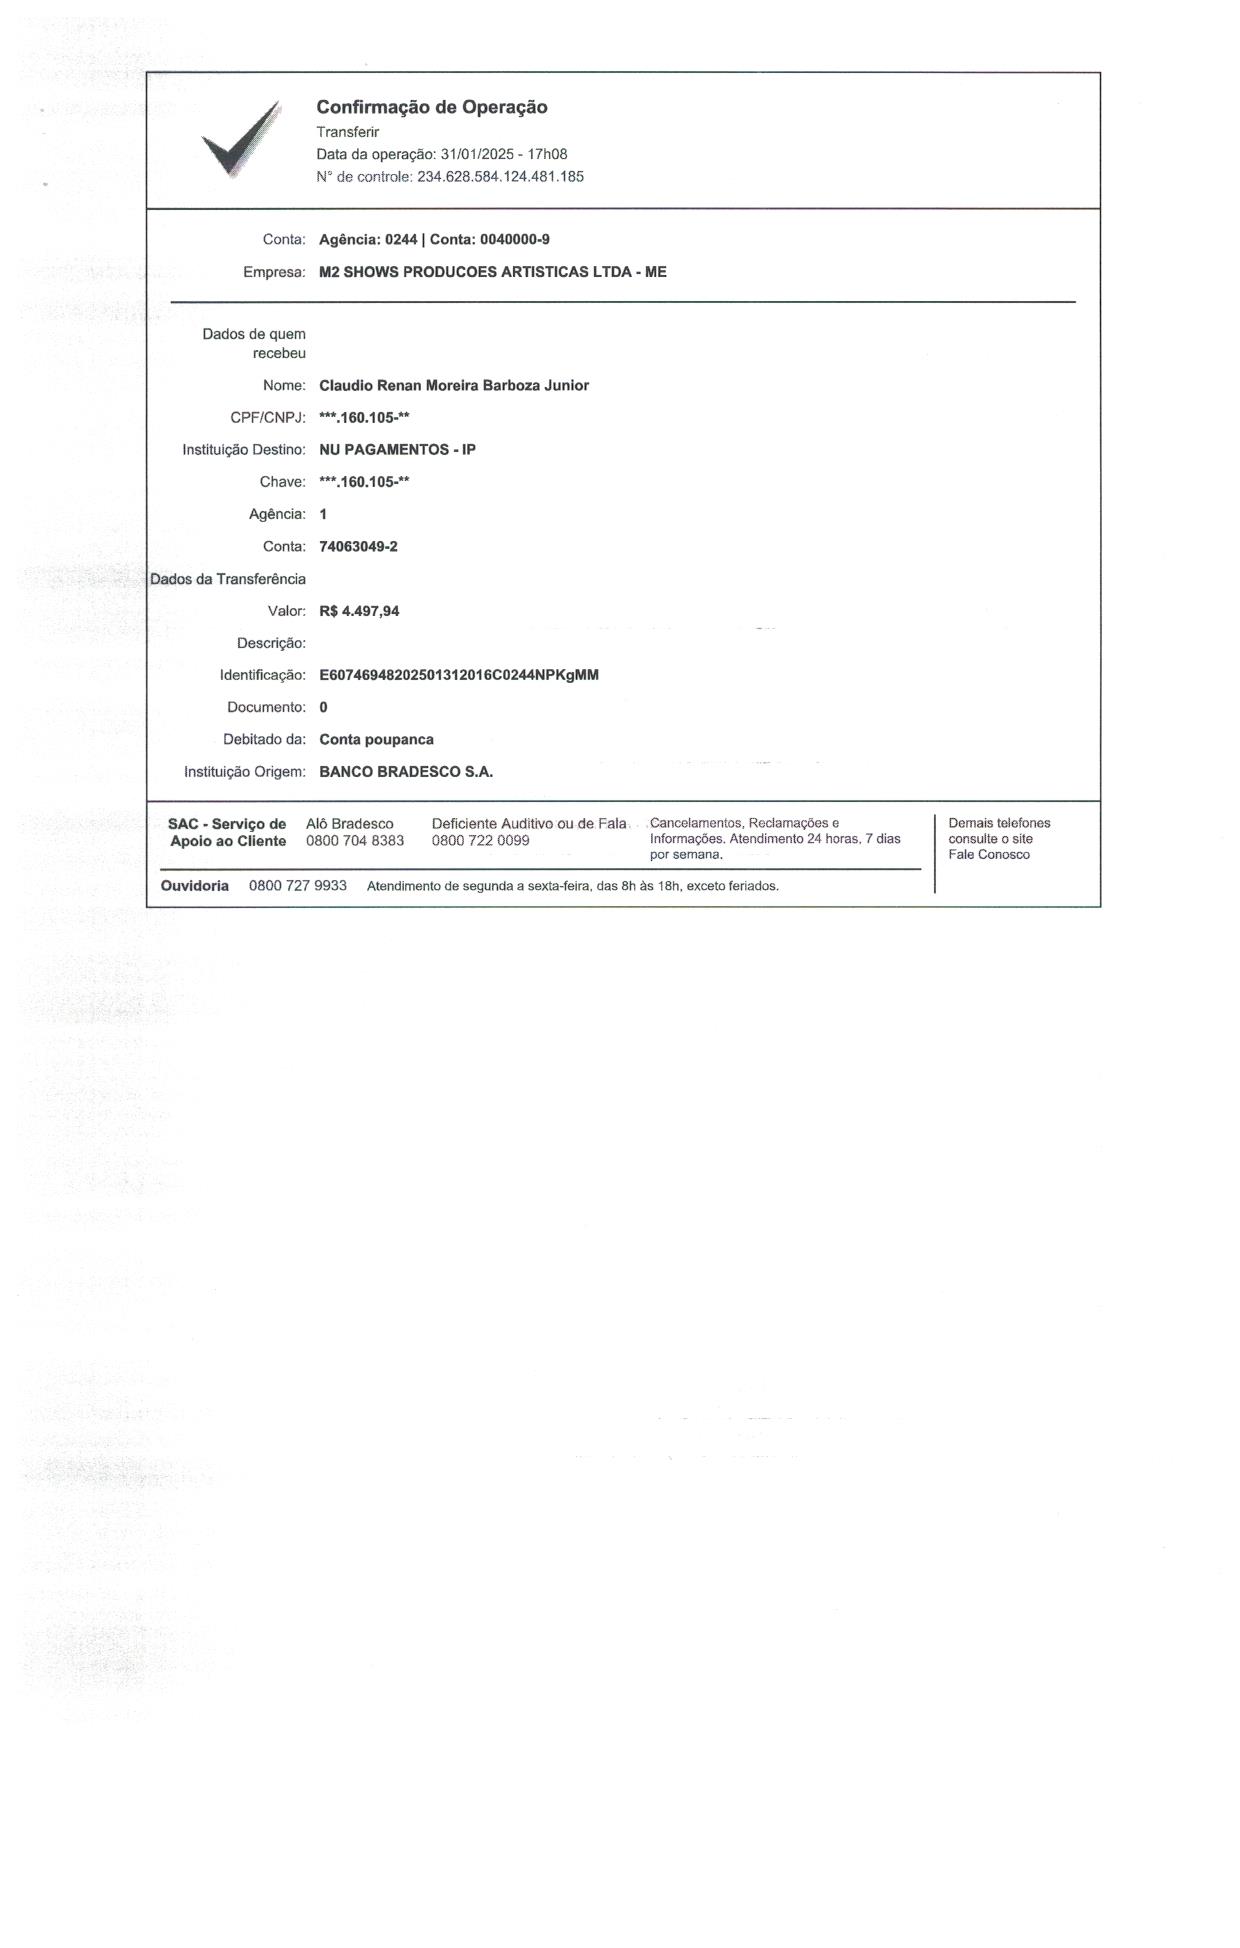 Confirmação de Operação
Transferir
Data da operação: 31/01/2025 - 17h08
N° de controle: 234.628.584.124.481.185
Conta: Agência: 0244 | Conta: 0040000-9
Empresa: M2 SHOWS PRODUCOES ARTISTICAS LTDA - ME
Dados de quem
recebeu
Nome: Claudio Renan Moreira Barboza Junior
CPF/CNPJ: ***.160.105-**
Instituição Destino: NU PAGAMENTOS - IP
Chave: ***.160.105-**
Agência: 1
Conta: 74063049-2
Dados da Transferência
Valor: R$ 4.497,94
Descrição:
Identificação: E60746948202501312016C0244NPKgMM
Documento: 0
Debitado da: Conta poupanca
Instituição Origem: BANCO BRADESCO S.A.
SAC - Serviço de
Apoio ao Cliente
Alô Bradesco
0800 704 8383
Deficiente Auditivo ou de Fala
0800 722 0099
Cancelamentos, Reclamações e
Informações. Atendimento 24 horas, 7 dias
por semana.
Demais telefones
consulte o site
Fale Conosco
Ouvidoria 0800 727 9933 Atendimento de segunda a sexta-feira, das 8h às 18h, exceto feriados.